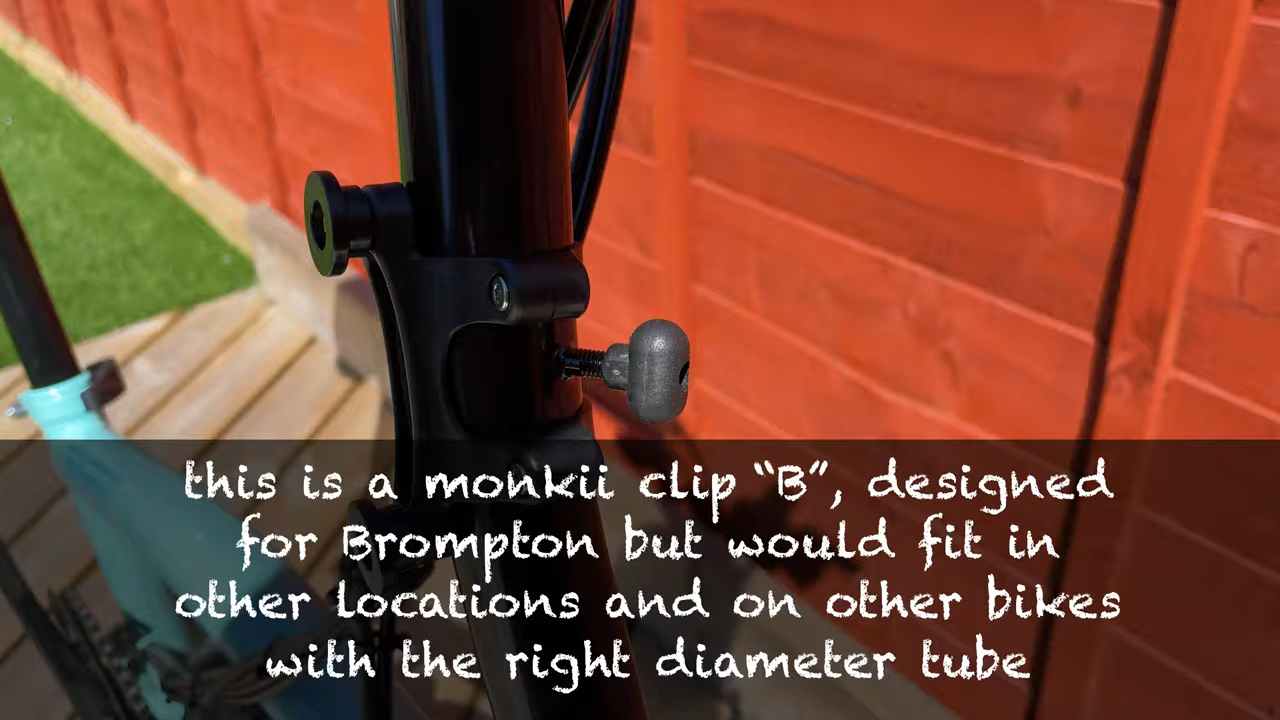 this is a monkii clip “B”, designed
for Brompton but would fit in
other locations and on other bikes
with the right diameter tube